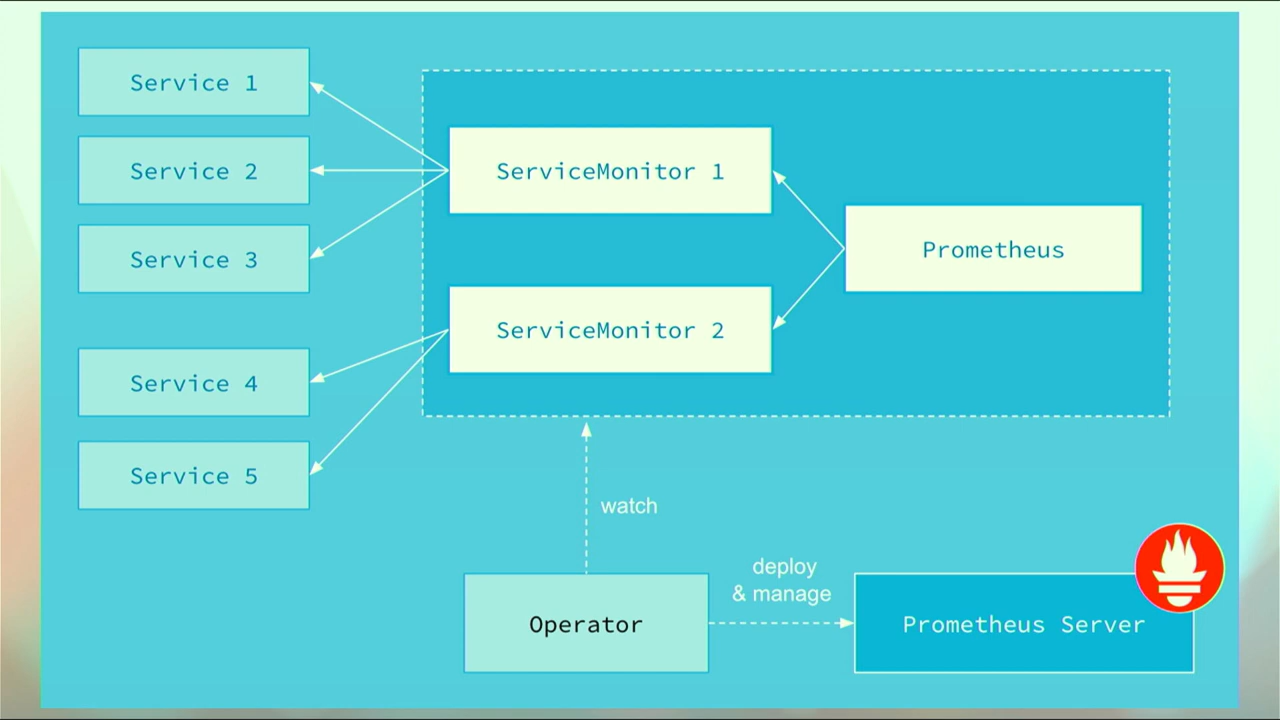 Service 1
Service 2
Service 3
Service 4
Service 5
ServiceMonitor 1
ServiceMonitor 2
Prometheus
watch
Operator
deploy
& manage
Prometheus Server